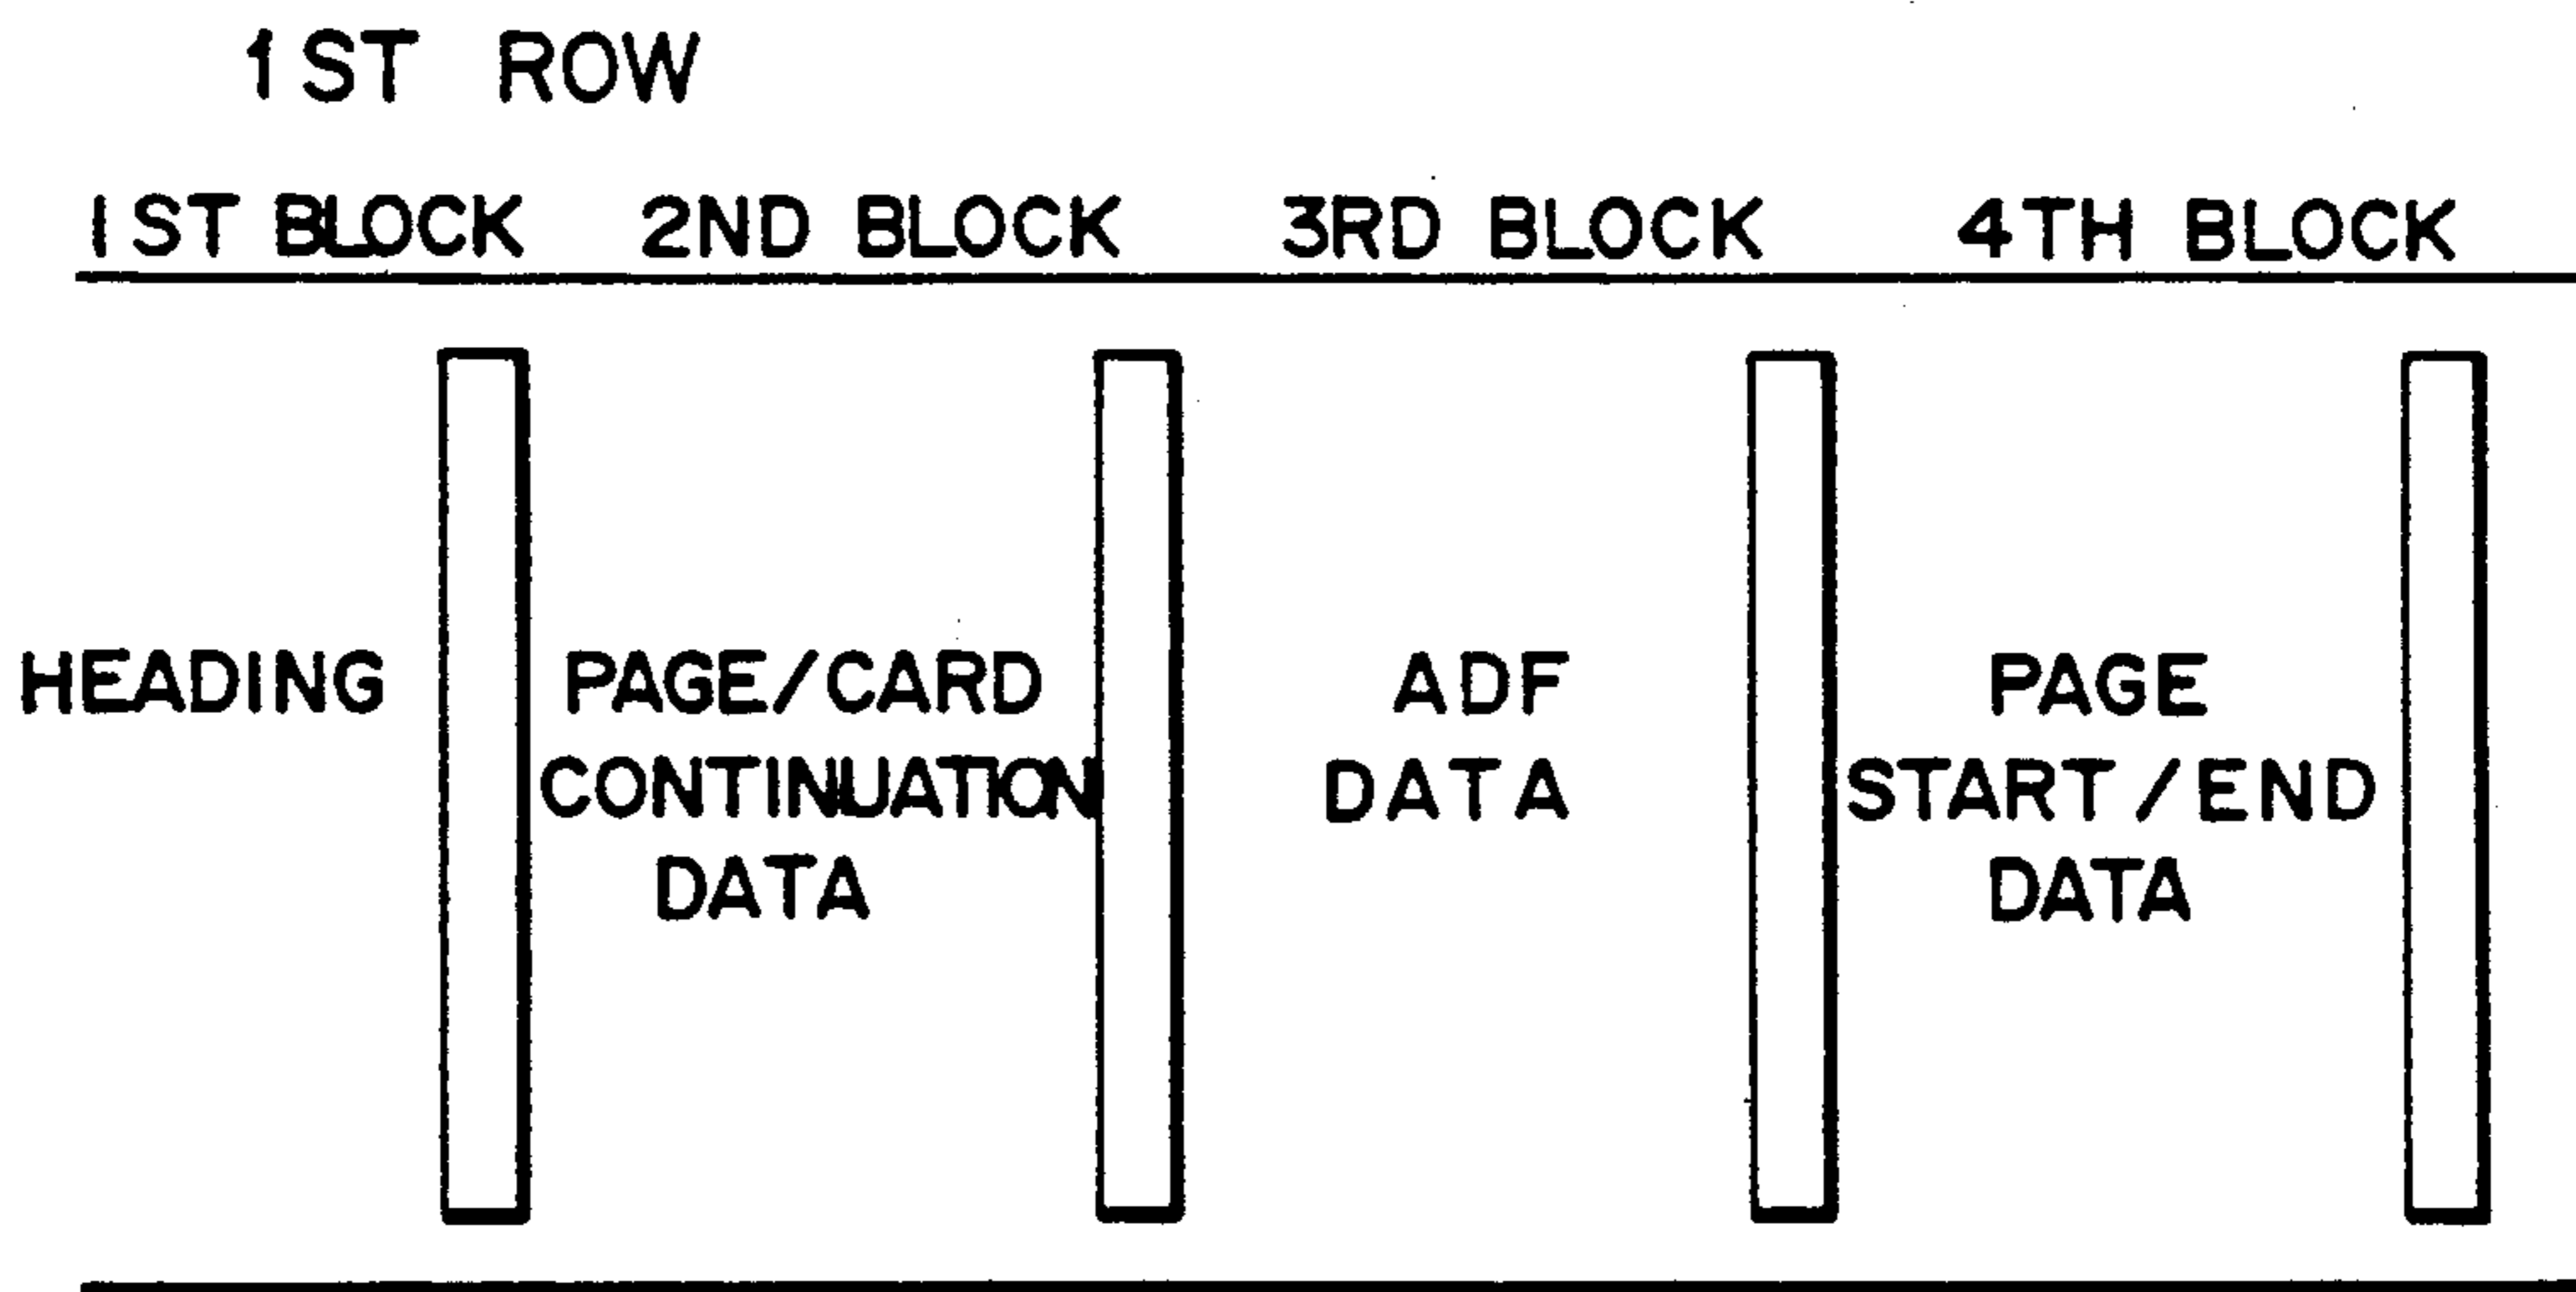 1ST ROW
1ST BLOCK 2ND BLOCK 3RD BLOCK 4TH BLOCK
HEADING PAGE/CARD ADF PAGE
CONTINUATION DATA START/END
DATA DATA